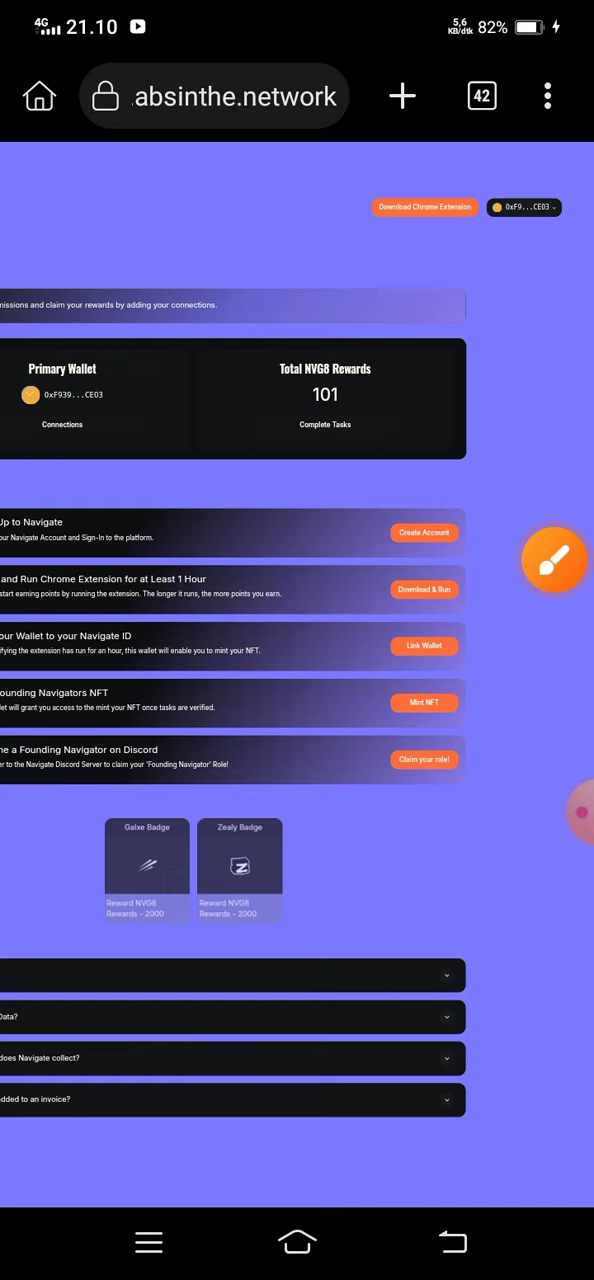 4G 21.10 5,6 KB/dtk 82%
.absinthe.network 42
Download Chrome Extension 0xF9...CE03
missions and claim your rewards by adding your connections.
Primary Wallet Total NVG8 Rewards
0xF939...CE03 101
Connections Complete Tasks
Up to Navigate
our Navigate Account and Sign-In to the platform.
Create Account
and Run Chrome Extension for at Least 1 Hour
start earning points by running the extension. The longer it runs, the more points you earn.
Download & Run
our Wallet to your Navigate ID
ifying the extension has run for an hour, this wallet will enable you to mint your NFT.
Link Wallet
ounding Navigators NFT
let will grant you access to the mint your NFT once tasks are verified.
Mint NFT
me a Founding Navigator on Discord
er to the Navigate Discord Server to claim your 'Founding Navigator' Role!
Claim your role!
Galxe Badge Zealy Badge
Reward NVG8 Reward NVG8
Rewards - 2000 Rewards - 2000
Data?
does Navigate collect?
added to an invoice?